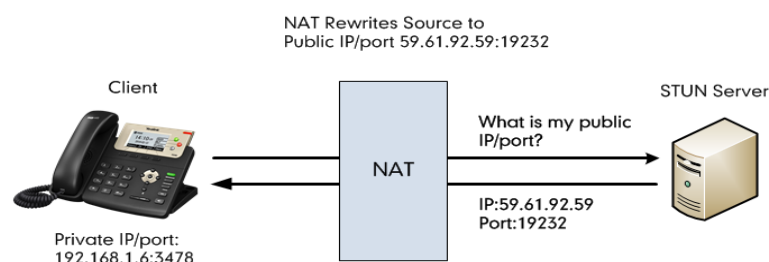 NAT Rewrites Source to
Public IP/port 59.61.92.59:19232
Client
STUN Server
What is my public
IP/port?
NAT
IP:59.61.92.59
Port:19232
Private IP/port:
192.168.1.6:3478